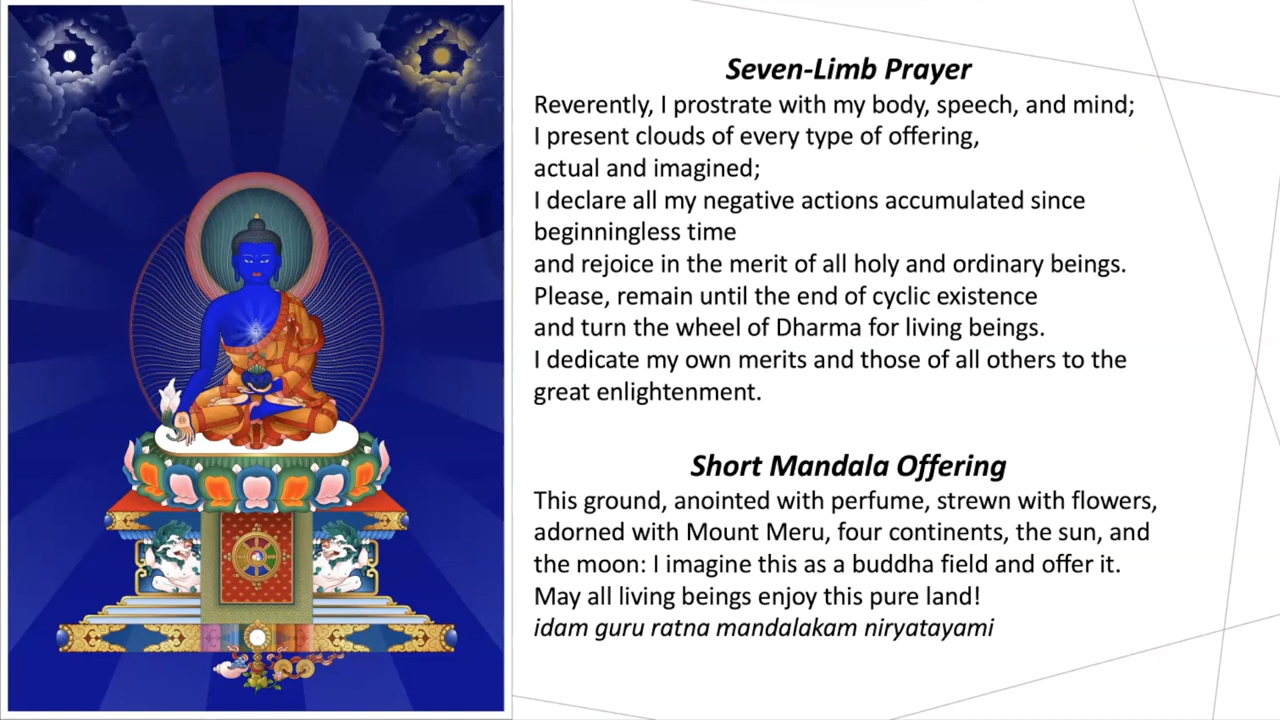 Seven-Limb Prayer
Reverently, I prostrate with my body, speech, and mind;
I present clouds of every type of offering,
actual and imagined;
I declare all my negative actions accumulated since
beginningless time
and rejoice in the merit of all holy and ordinary beings.
Please, remain until the end of cyclic existence
and turn the wheel of Dharma for living beings.
I dedicate my own merits and those of all others to the
great enlightenment.
Short Mandala Offering
This ground, anointed with perfume, strewn with flowers,
adorned with Mount Meru, four continents, the sun, and
the moon: I imagine this as a buddha field and offer it.
May all living beings enjoy this pure land!
idam guru ratna mandalakam niryatayami